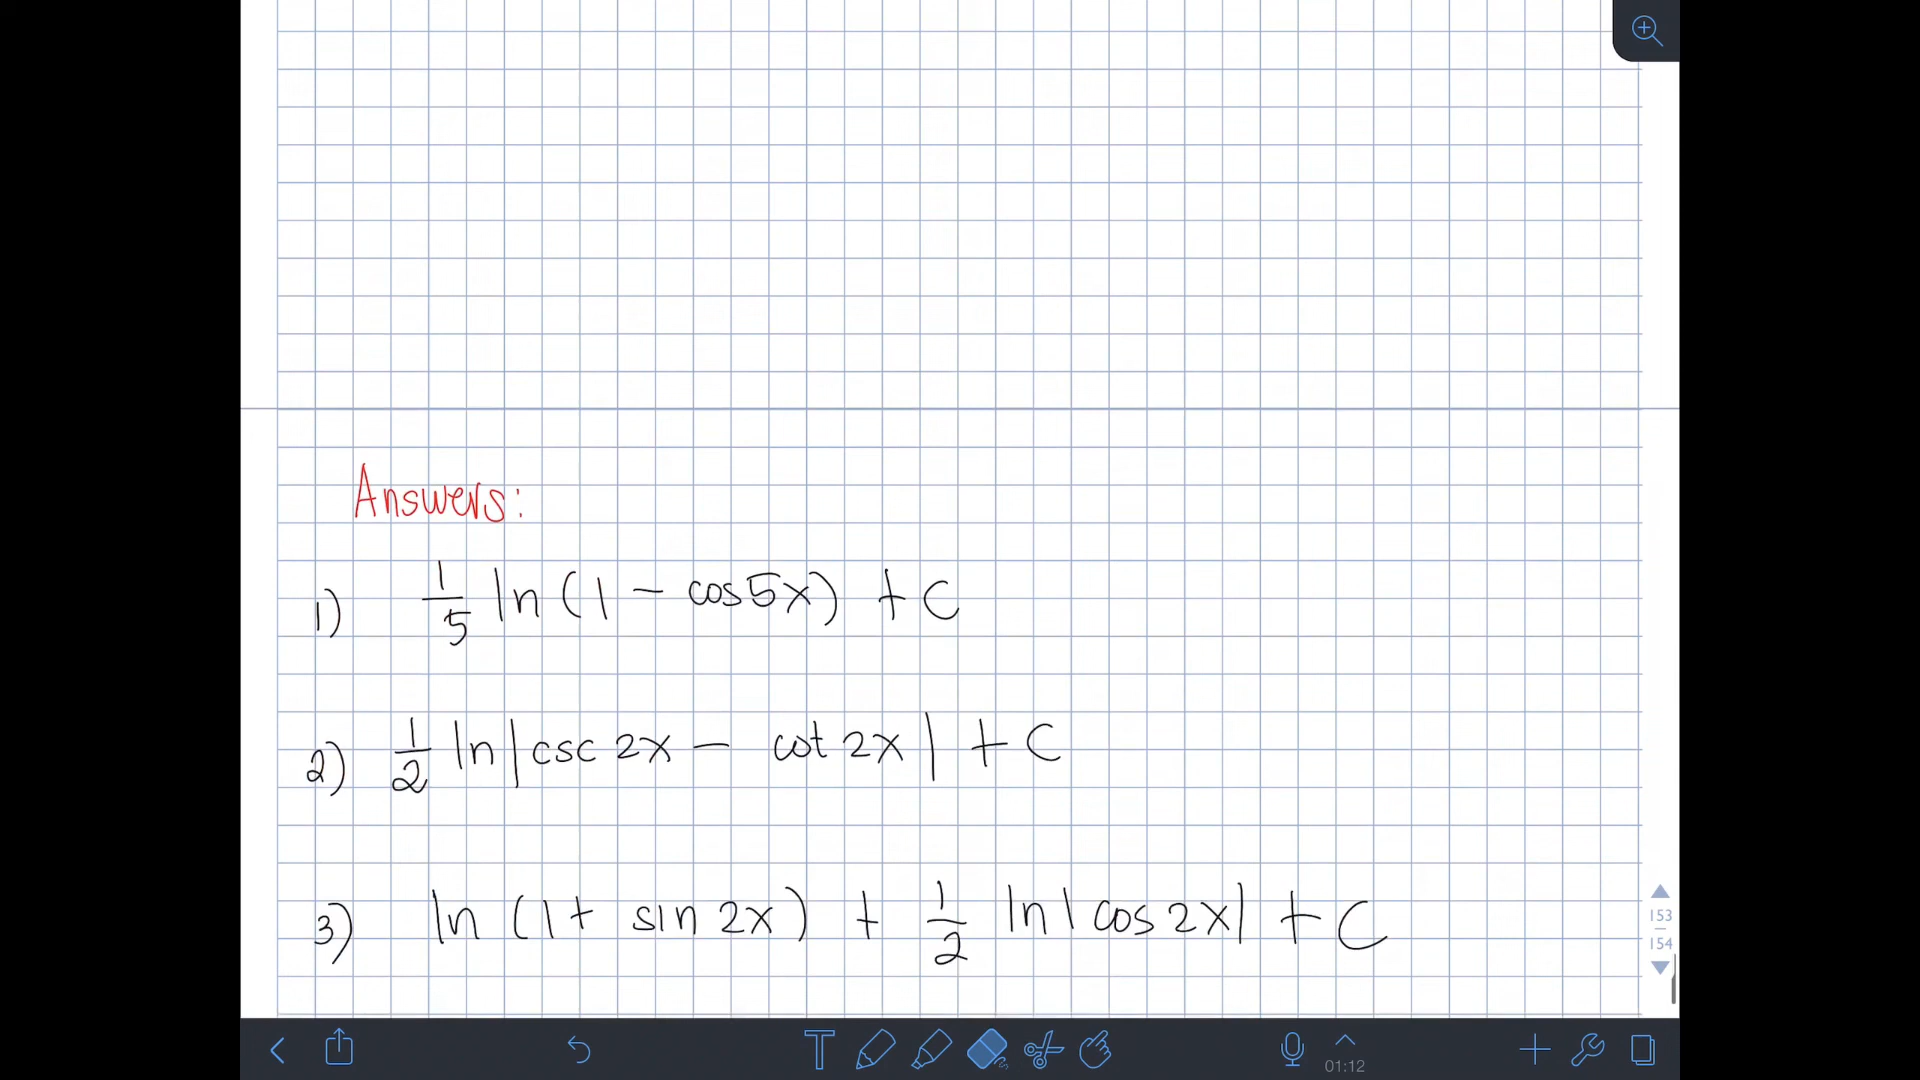 Answers:
1) 1/5 ln (1 - cos5x) + C
2) 1/2 ln |csc 2x - cot 2x| + C
3) ln (1 + sin 2x) + 1/2 ln |cos 2x| + C
153
154
T
01:12